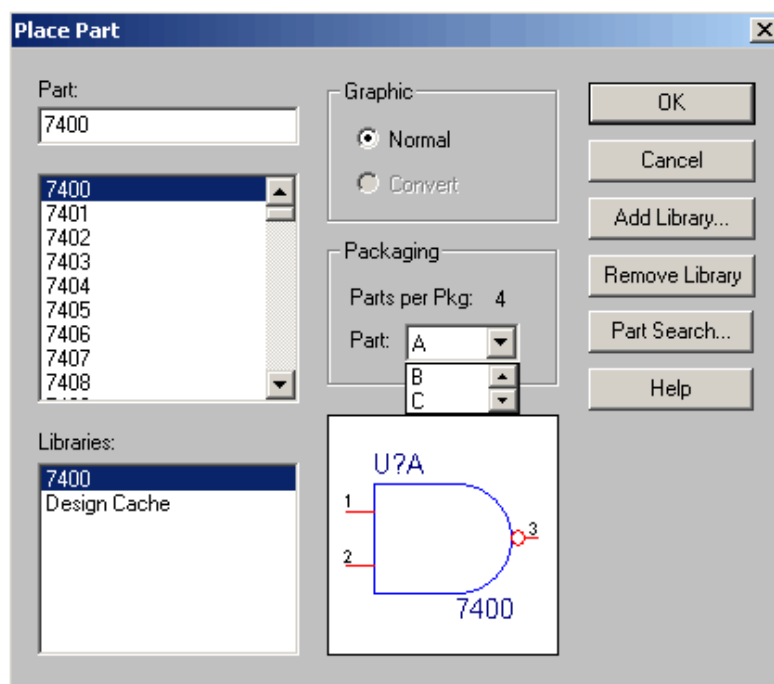 Place Part
Part:
7400
7400
7401
7402
7403
7404
7405
7406
7407
7408
Libraries:
7400
Design Cache
Graphic
Normal
Convert
Packaging
Parts per Pkg: 4
Part: A
B
C
U?A
1
2
3
7400
OK
Cancel
Add Library...
Remove Library
Part Search...
Help